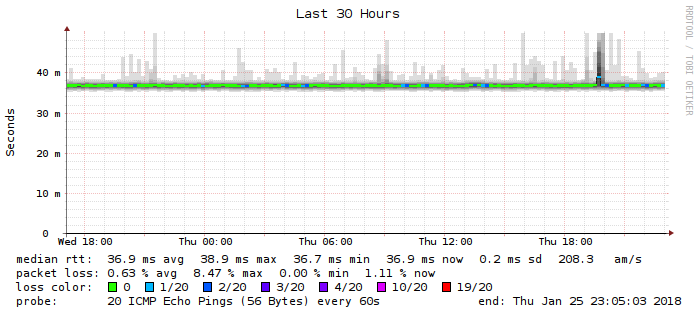 Last 30 Hours
RRDTOOL / TOBI OETIKER
Seconds
40 m
30 m
20 m
10 m
0
Wed 18:00 Thu 00:00 Thu 06:00 Thu 12:00 Thu 18:00
median rtt: 36.9 ms avg 38.9 ms max 36.7 ms min 36.9 ms now 0.2 ms sd 208.3 am/s
packet loss: 0.63 % avg 8.47 % max 0.00 % min 1.11 % now
loss color: 0 1/20 2/20 3/20 4/20 10/20 19/20
probe: 20 ICMP Echo Pings (56 Bytes) every 60s end: Thu Jan 25 23:05:03 2018